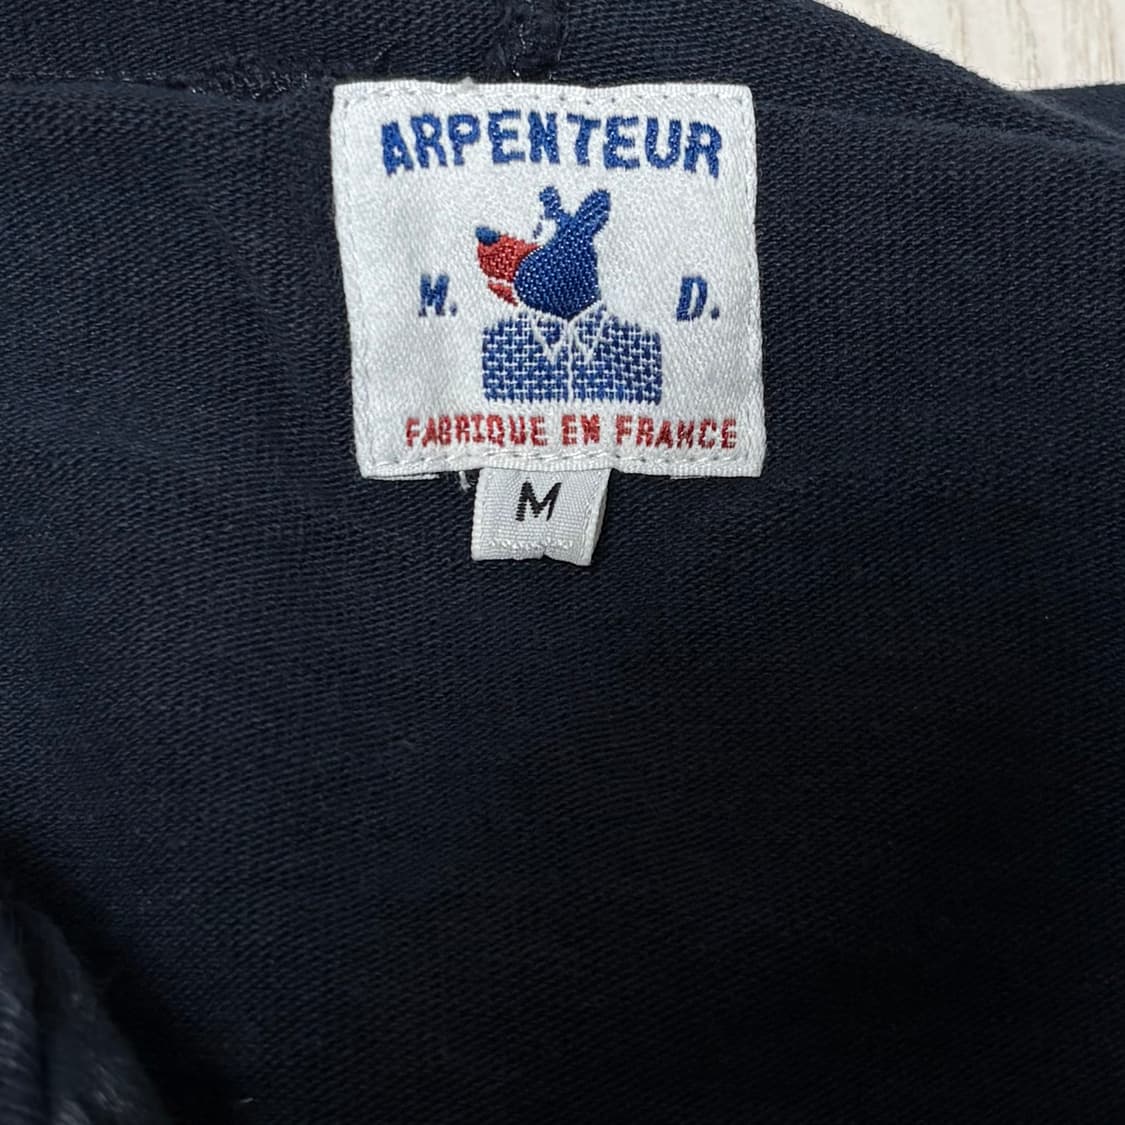 ARPENTEUR
M. D.
FABRIQUE EN FRANCE
M